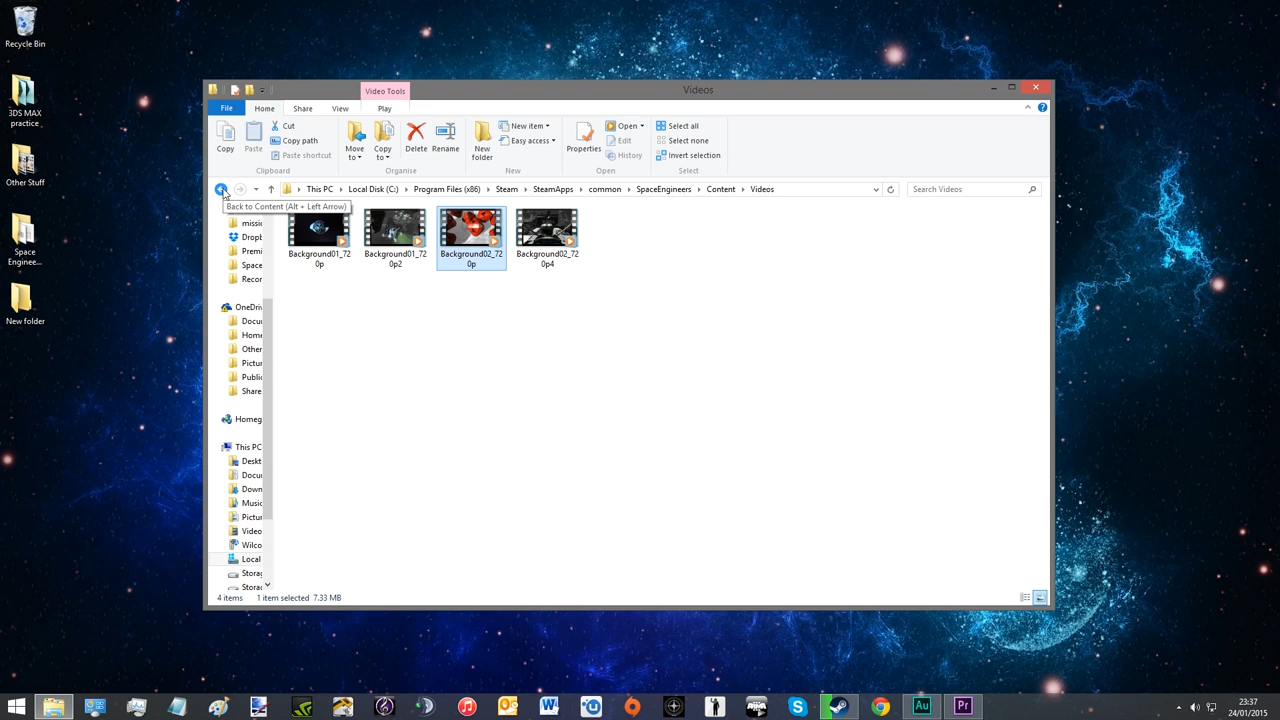 Recycle Bin
3DS MAX
practice
Other Stuff
Space
Enginee...
New folder
Video Tools
Videos
File
Home
Share
View
Play
Copy
Paste
Cut
Copy path
Paste shortcut
Clipboard
Move
to
Copy
to
Delete
Rename
Organise
New
folder
New item
Easy access
New
Properties
Open
Edit
History
Open
Select all
Select none
Invert selection
Select
This PC
Local Disk (C:)
Program Files (x86)
Steam
SteamApps
common
SpaceEngineers
Content
Videos
Search Videos
Back to Content (Alt + Left Arrow)
missio
Dropb
Premi
Space
Recor
OneDriv
Docu
Home
Other
Pictur
Public
Share
Homeg
This PC
Deskt
Docu
Down
Music
Pictur
Video
Wilco
Local
Storag
Storag
Background01_72
0p
Background01_72
0p2
Background02_72
0p
Background02_72
0p4
4 items
1 item selected 7.33 MB
W
Au
Pr
23:37
24/01/2015